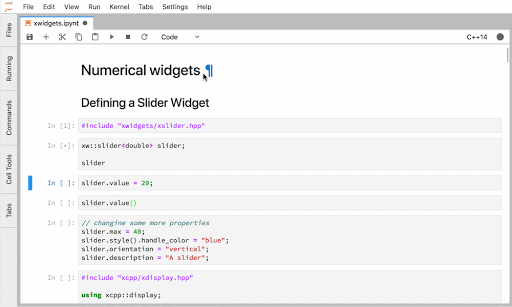 File Edit View Run Kernel Tabs Settings Help
Files
Running
Commands
Cell Tools
Tabs
xwidgets.ipynb
Code
C++14
Numerical widgets ¶
Defining a Slider Widget
In [1]: #include "xwidgets/xslider.hpp"
In [*]: xw::slider<double> slider;
slider
In [ ]: slider.value = 20;
In [ ]: slider.value()
In [ ]: // changine some more properties
slider.max = 40;
slider.style().handle_color = "blue";
slider.orientation = "vertical";
slider.description = "A slider";
In [ ]: #include "xcpp/xdisplay.hpp"
using xcpp::display;